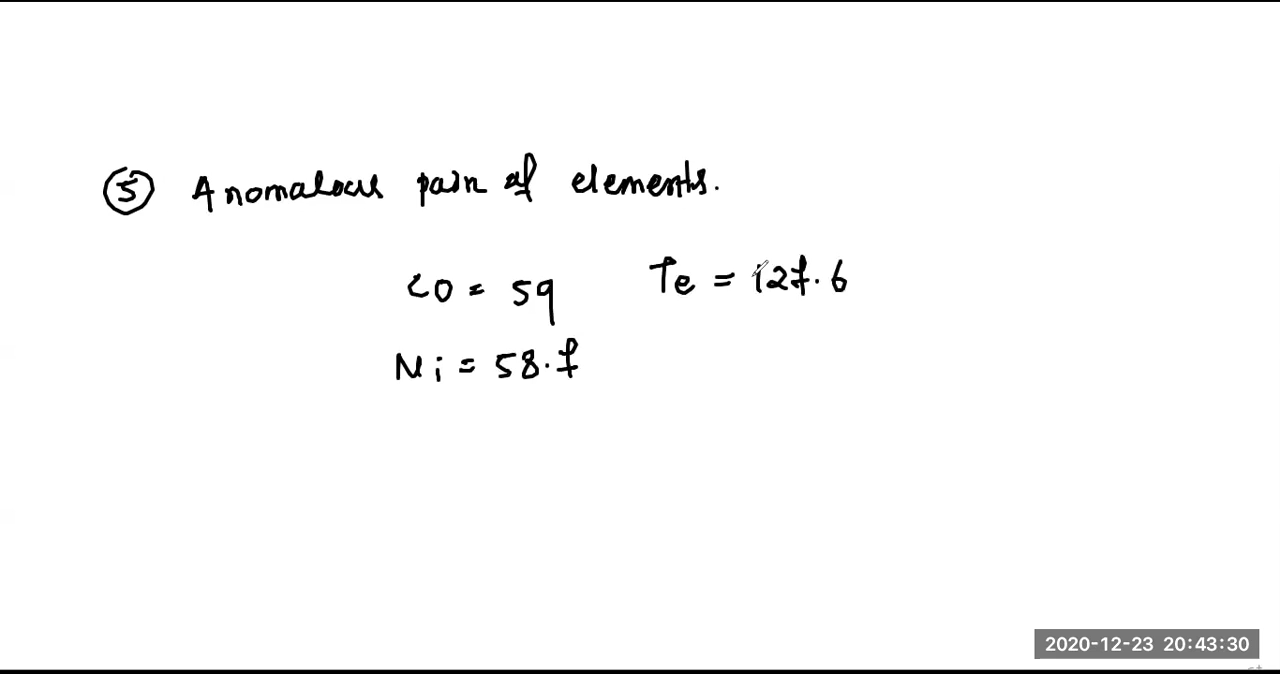 ⑤ Anomalous pair of elements.
Co = 59 Te = 127.6
Ni = 58.7
2020-12-23 20:43:30